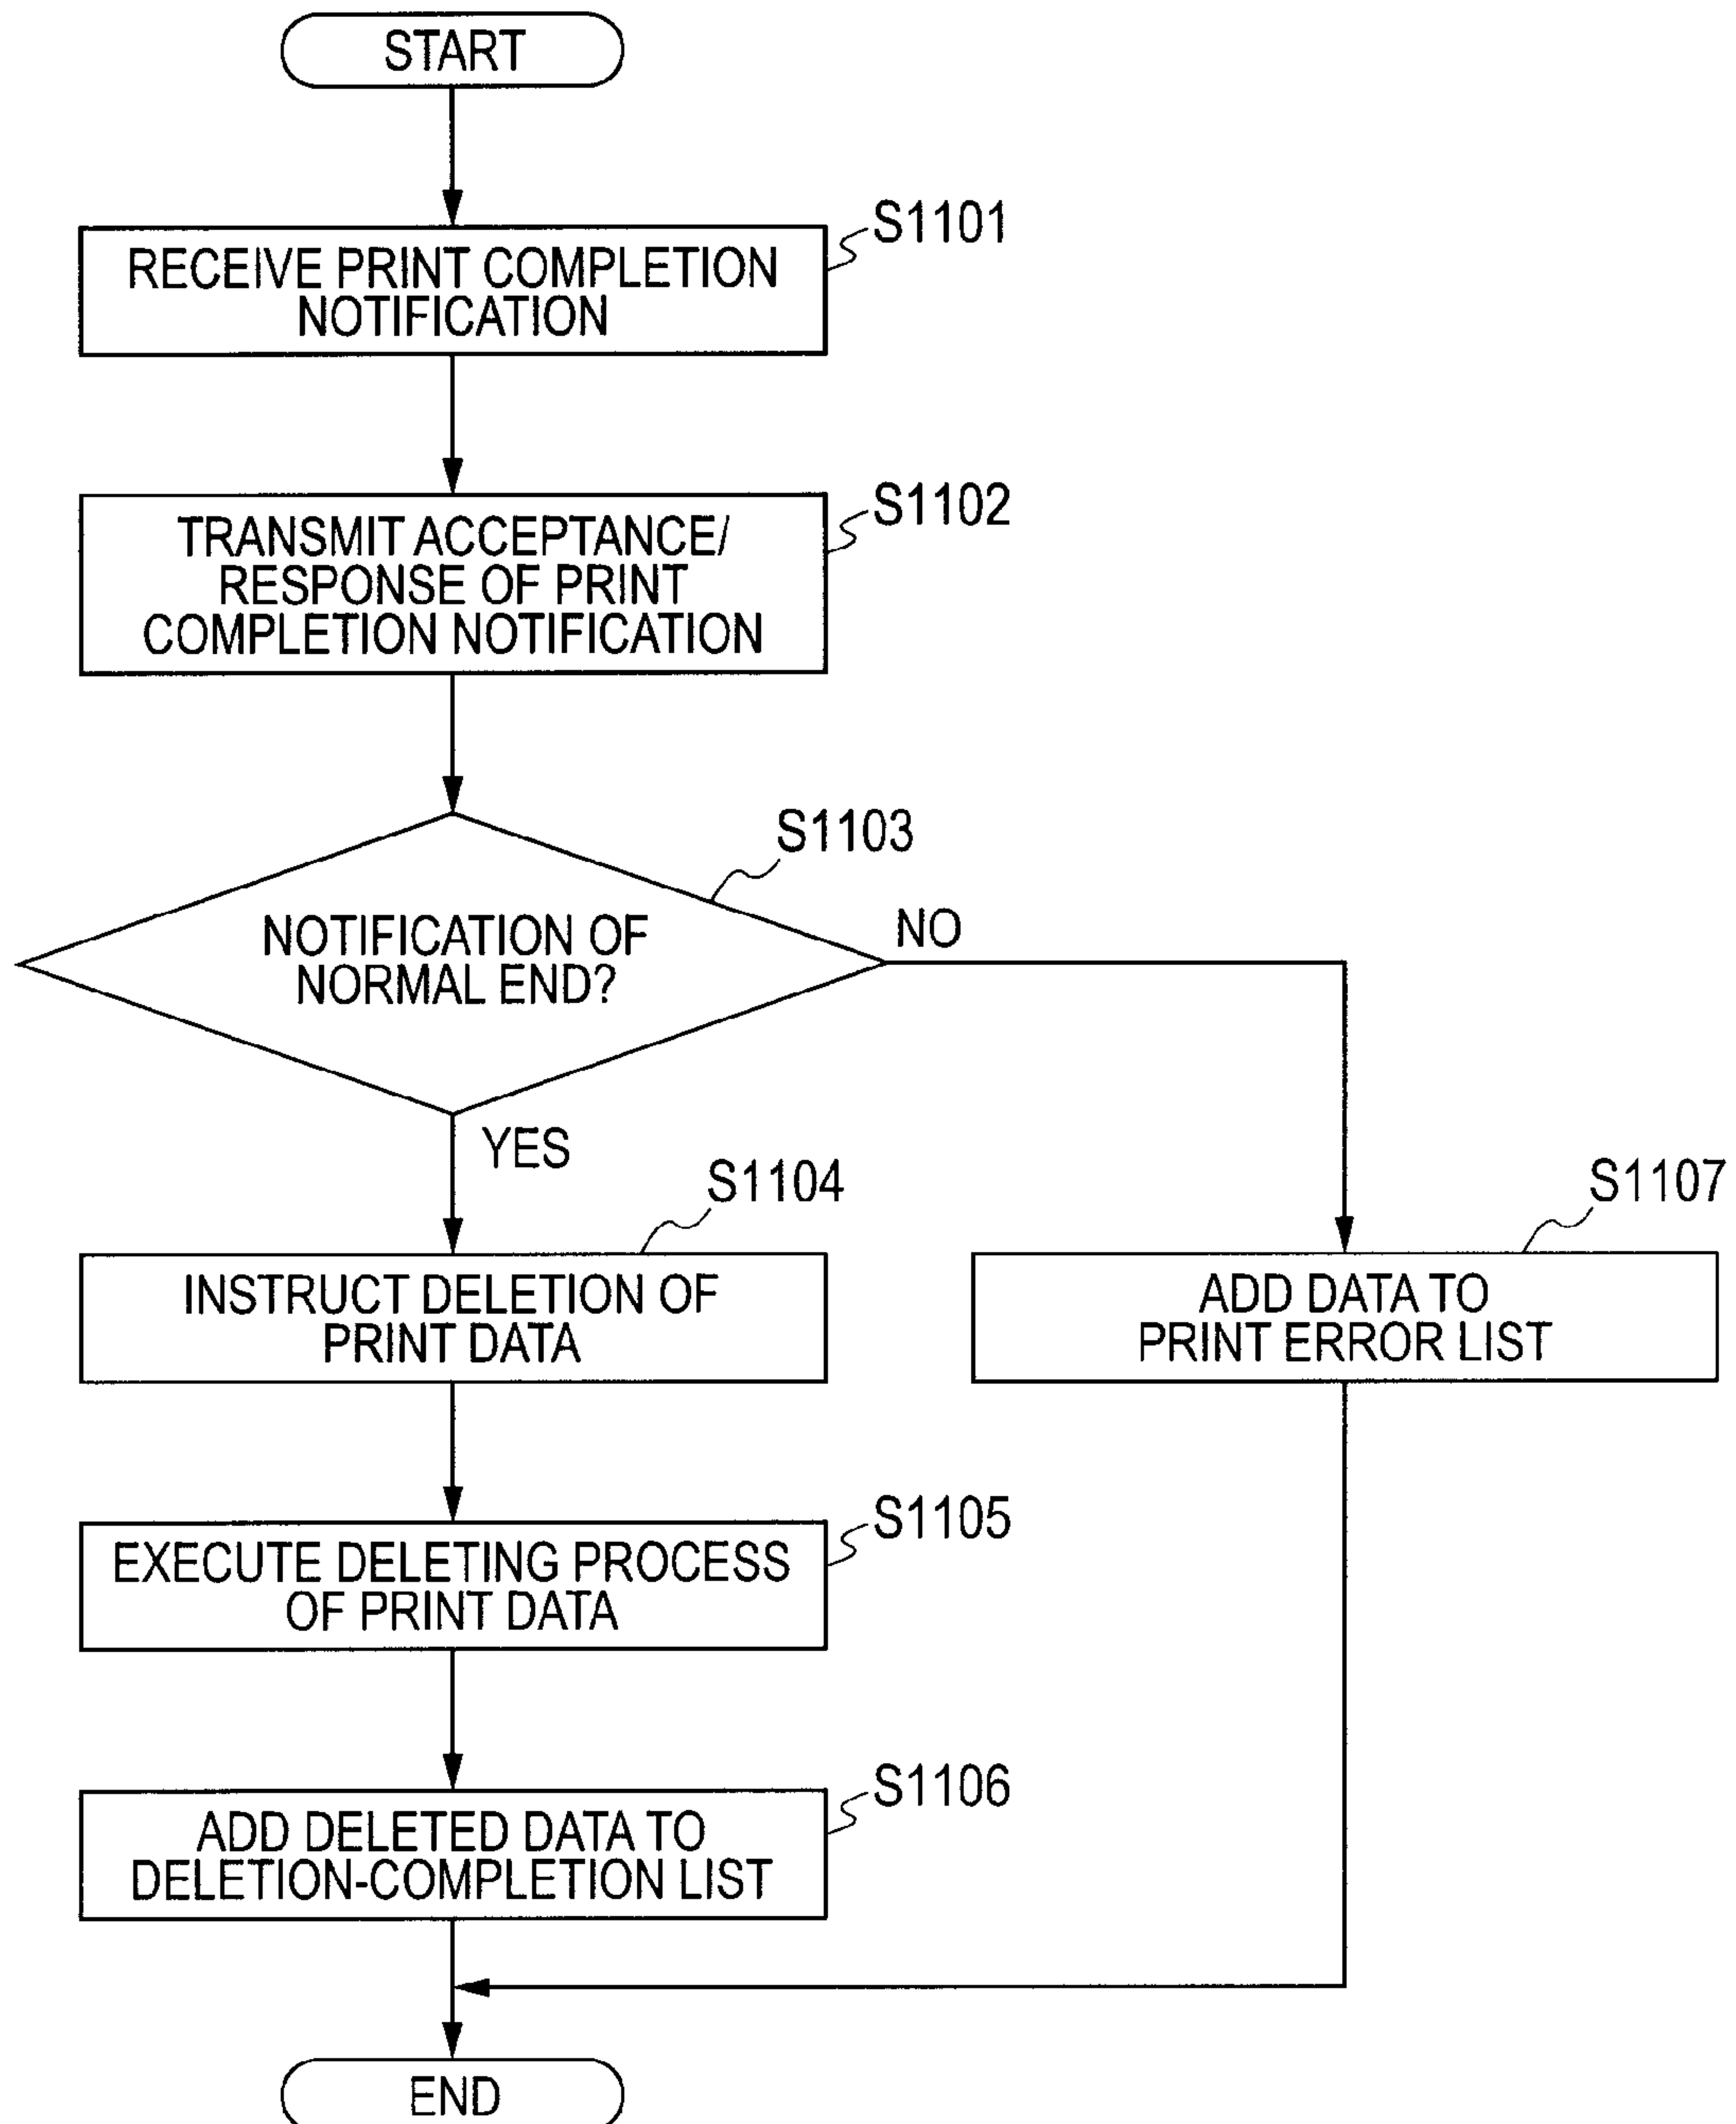 START
S1101
RECEIVE PRINT COMPLETION
NOTIFICATION
S1102
TRANSMIT ACCEPTANCE/
RESPONSE OF PRINT
COMPLETION NOTIFICATION
S1103
NOTIFICATION OF
NORMAL END?
NO
YES
S1104
INSTRUCT DELETION OF
PRINT DATA
S1107
ADD DATA TO
PRINT ERROR LIST
S1105
EXECUTE DELETING PROCESS
OF PRINT DATA
S1106
ADD DELETED DATA TO
DELETION-COMPLETION LIST
END